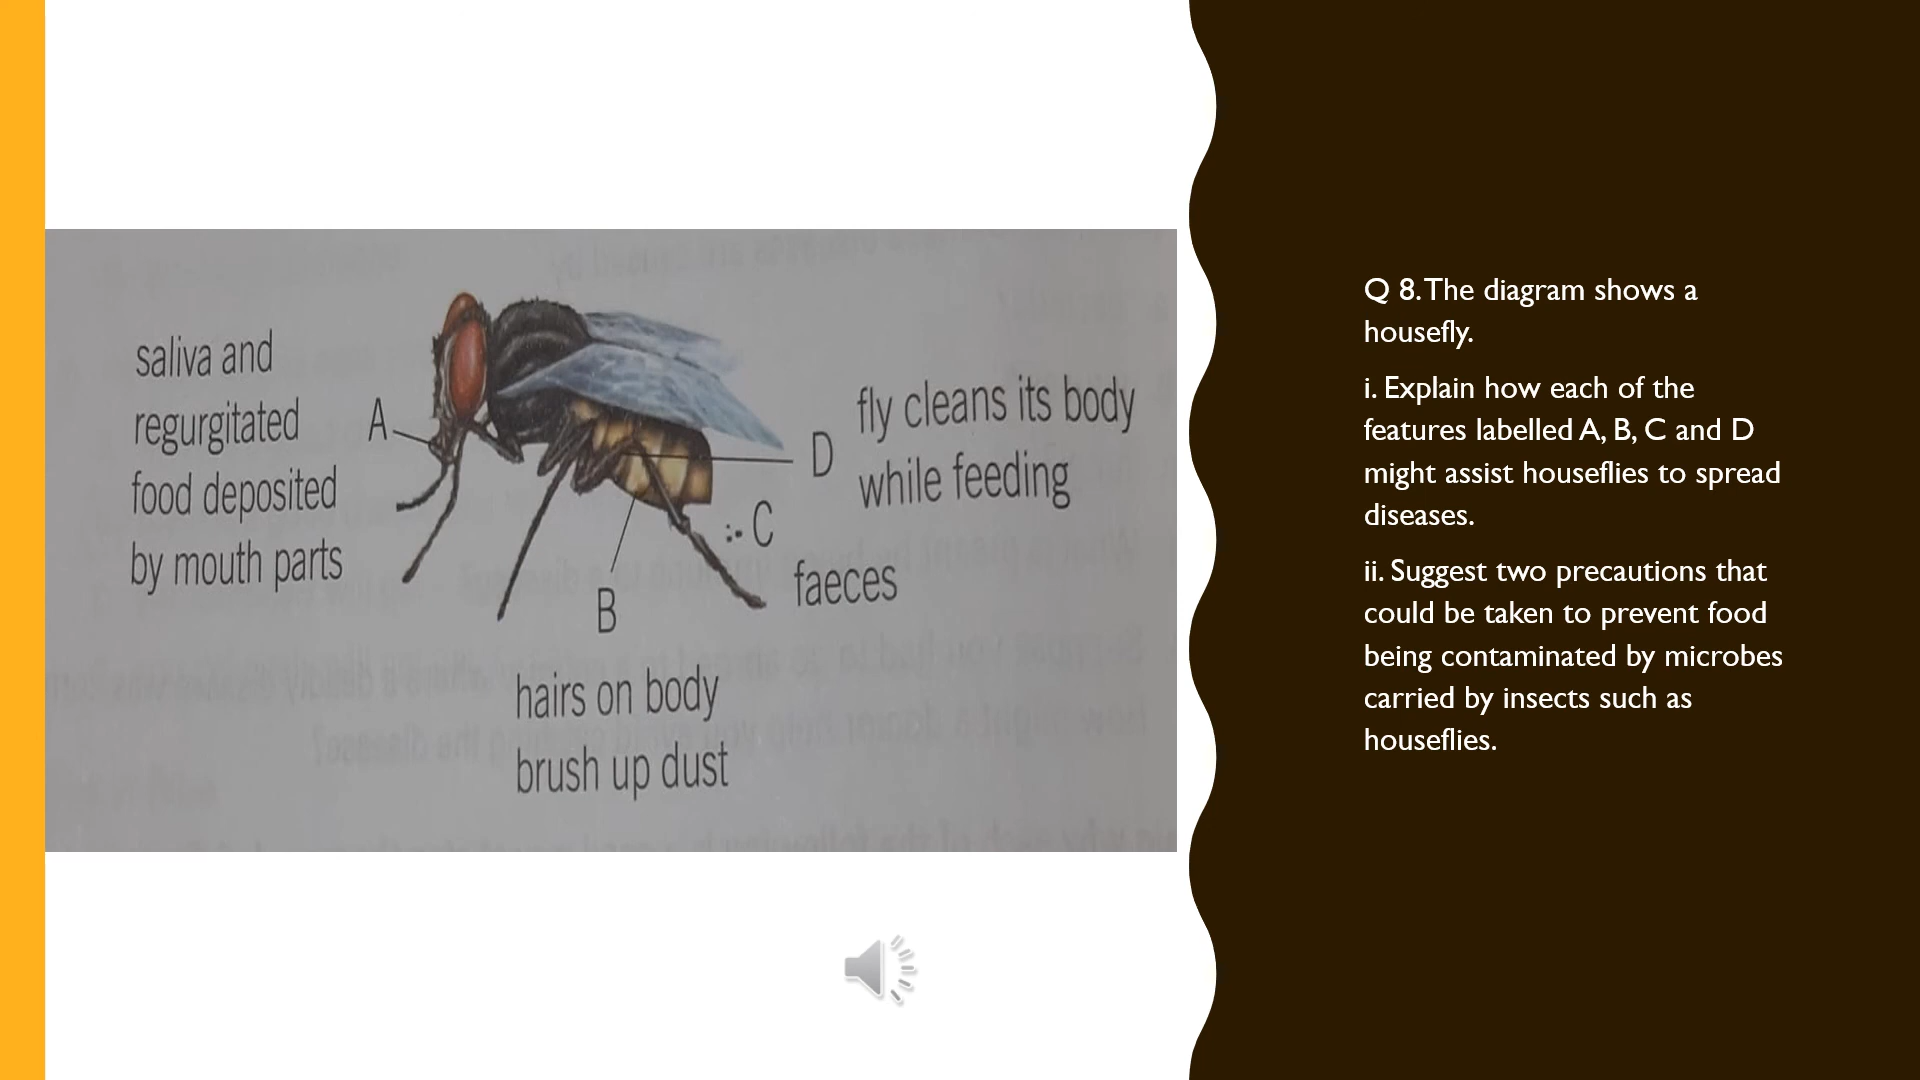 saliva and
regurgitated
food deposited
by mouth parts
A
B
hairs on body
brush up dust
C
faeces
D
fly cleans its body
while feeding
Q 8. The diagram shows a
housefly.
i. Explain how each of the
features labelled A, B, C and D
might assist houseflies to spread
diseases.
ii. Suggest two precautions that
could be taken to prevent food
being contaminated by microbes
carried by insects such as
houseflies.